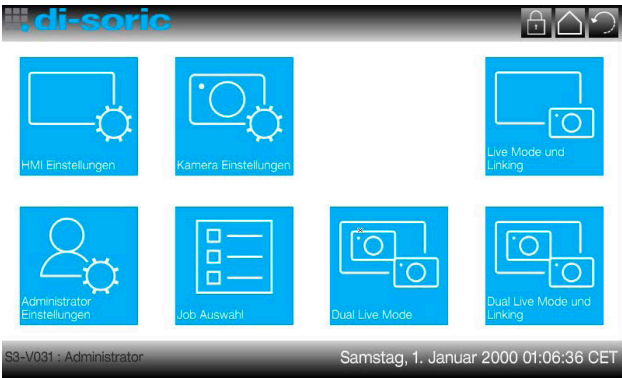 di-soric
HMI Einstellungen
Kamera Einstellungen
Live Mode und
Linking
Administrator
Einstellungen
Job Auswahl
Dual Live Mode
Dual Live Mode und
Linking
S3-V031 : Administrator
Samstag, 1. Januar 2000 01:06:36 CET